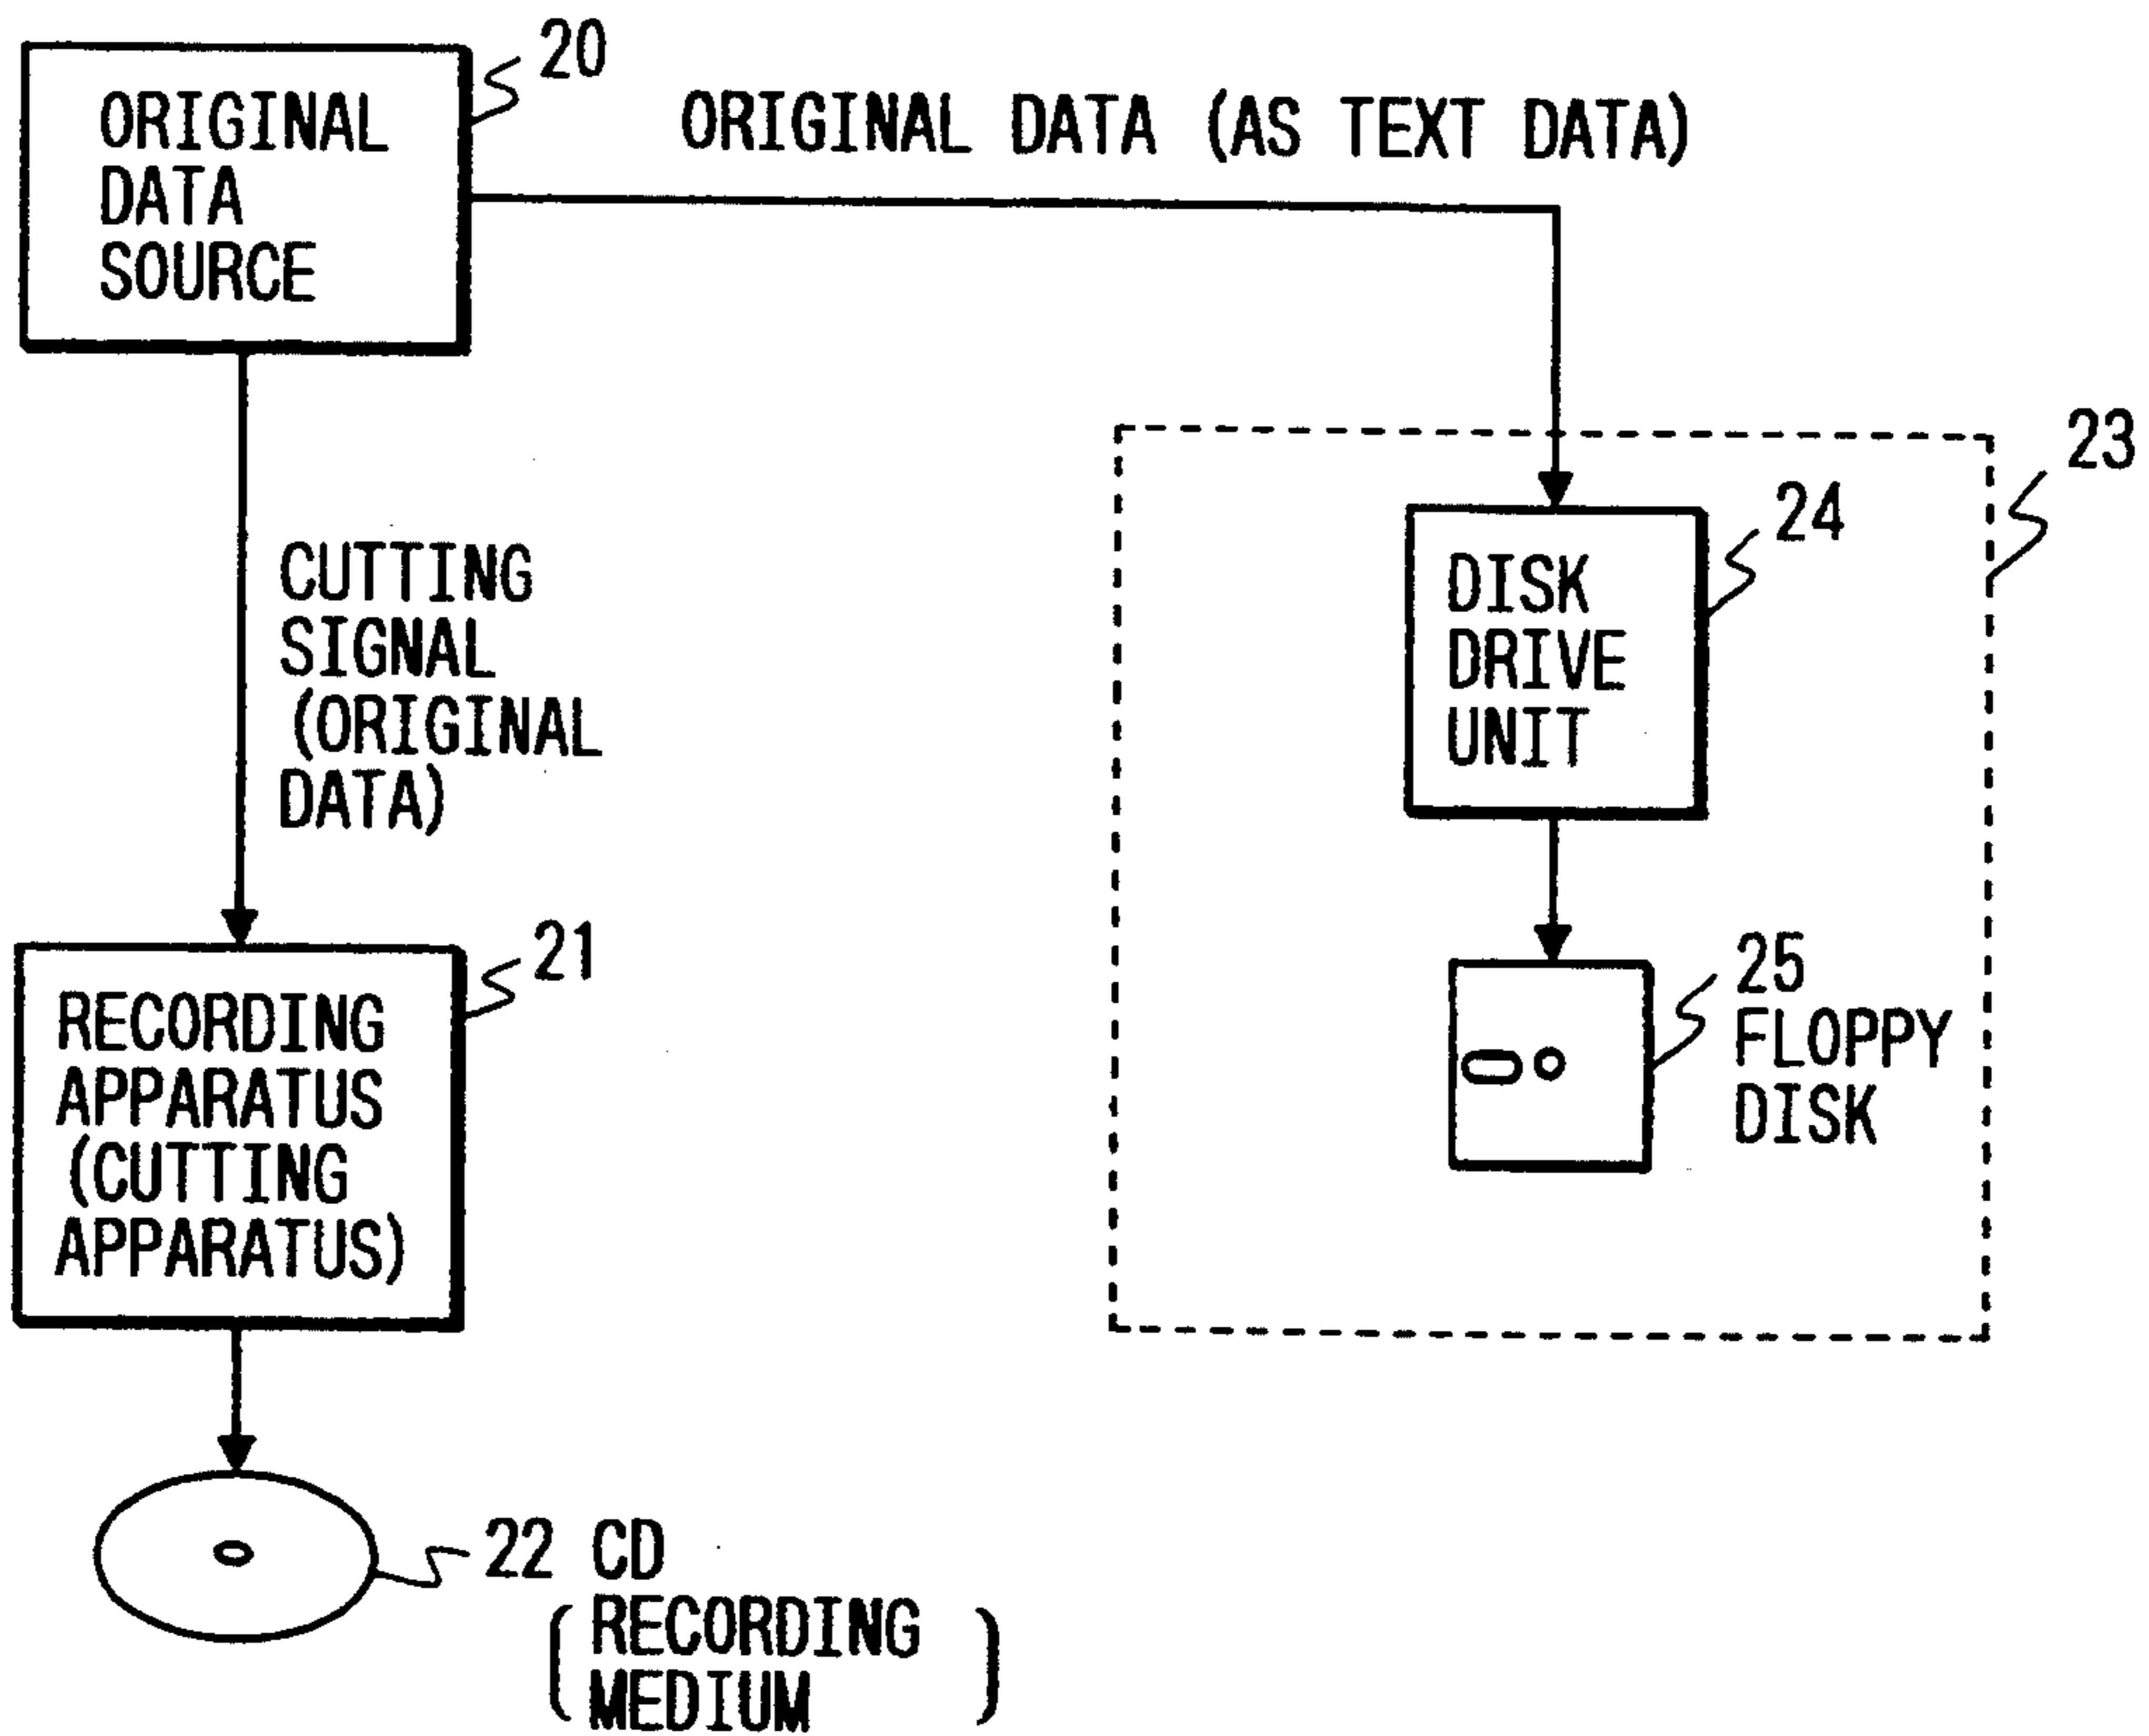 20
ORIGINAL
DATA
SOURCE
ORIGINAL DATA (AS TEXT DATA)
23
24
DISK
DRIVE
UNIT
CUTTING
SIGNAL
(ORIGINAL
DATA)
21
RECORDING
APPARATUS
(CUTTING
APPARATUS)
25
FLOPPY
DISK
22 CD
(RECORDING
MEDIUM)